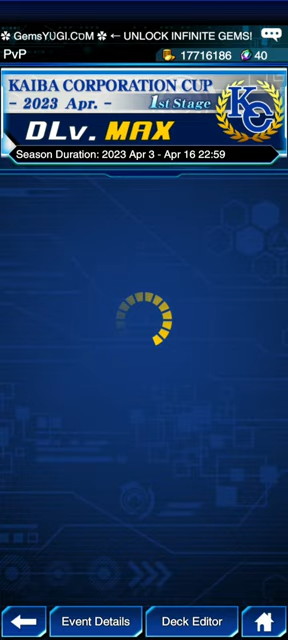 ✲ GemsYUGI.CᴏM ✲ ← UNLOCK INFINITE GEMS!
PvP
17716186
40
KAIBA CORPORATION CUP
- 2023 Apr. -
1st Stage
KC
DLv. MAX
Season Duration: 2023 Apr 3 - Apr 16 22:59
Event Details
Deck Editor